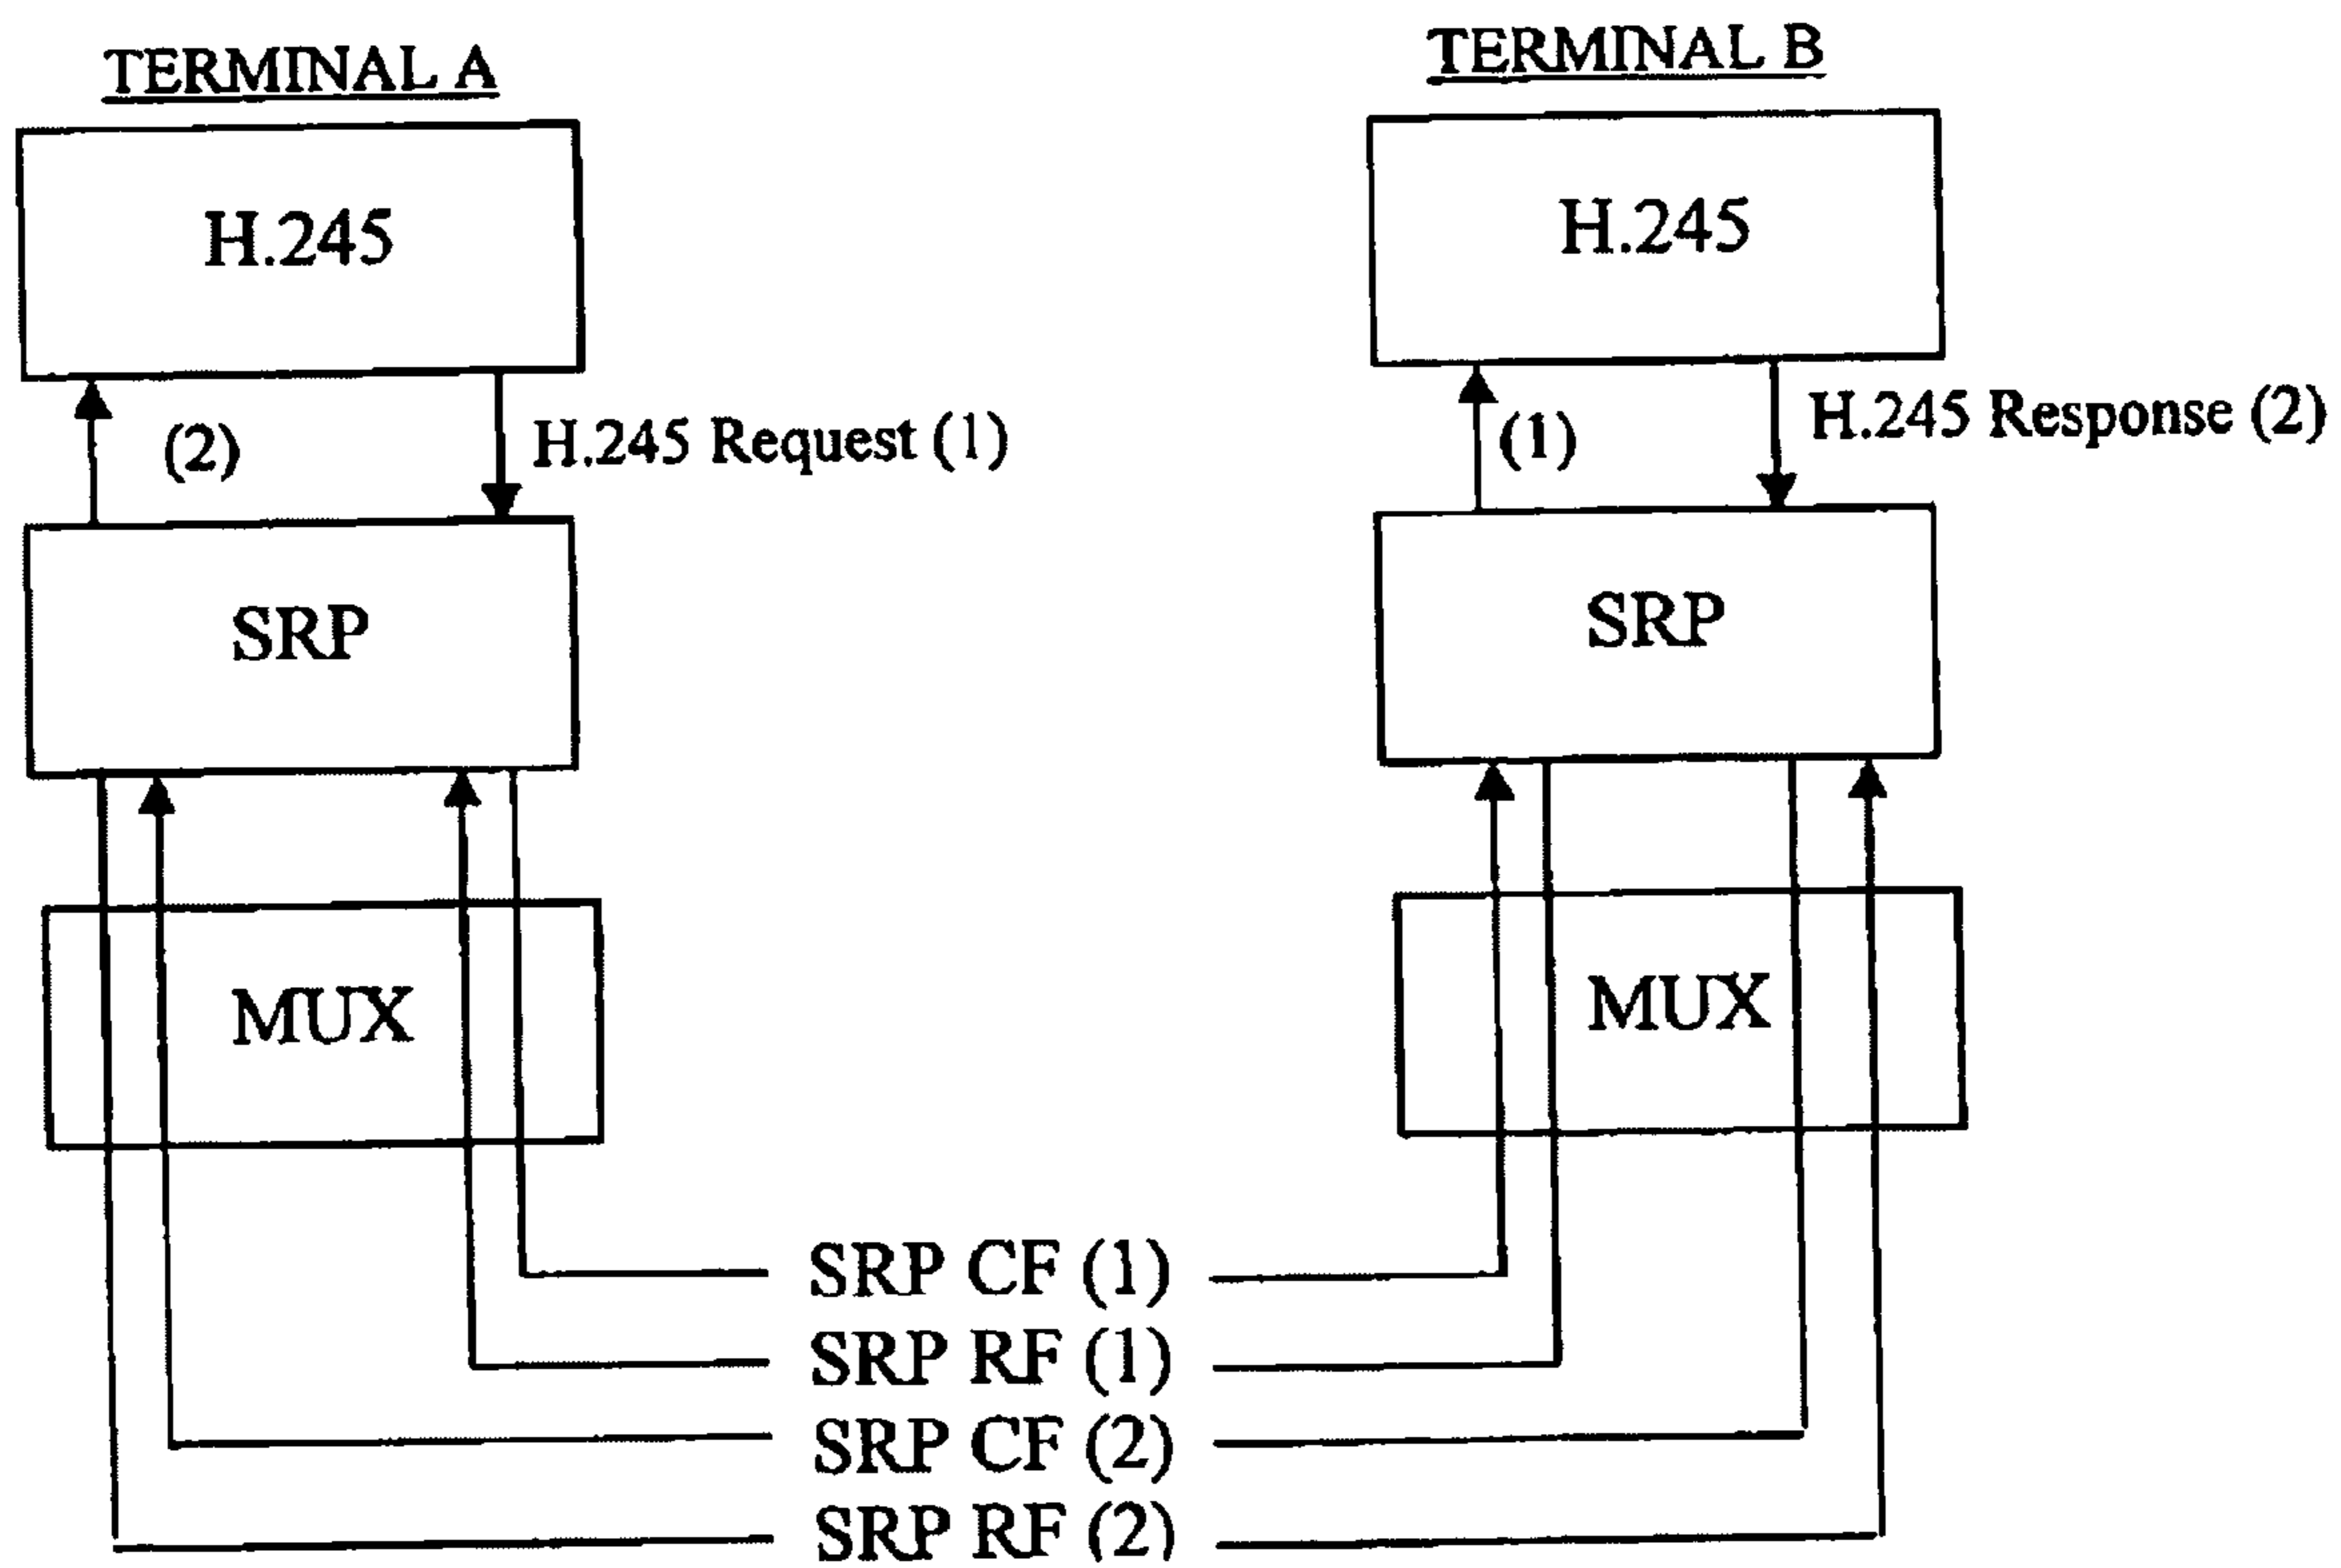 TERMINAL A
TERMINAL B
H.245
H.245
(2)
H.245 Request (1)
(1)
H.245 Response (2)
SRP
SRP
MUX
MUX
SRP CF (1)
SRP RF (1)
SRP CF (2)
SRP RF (2)